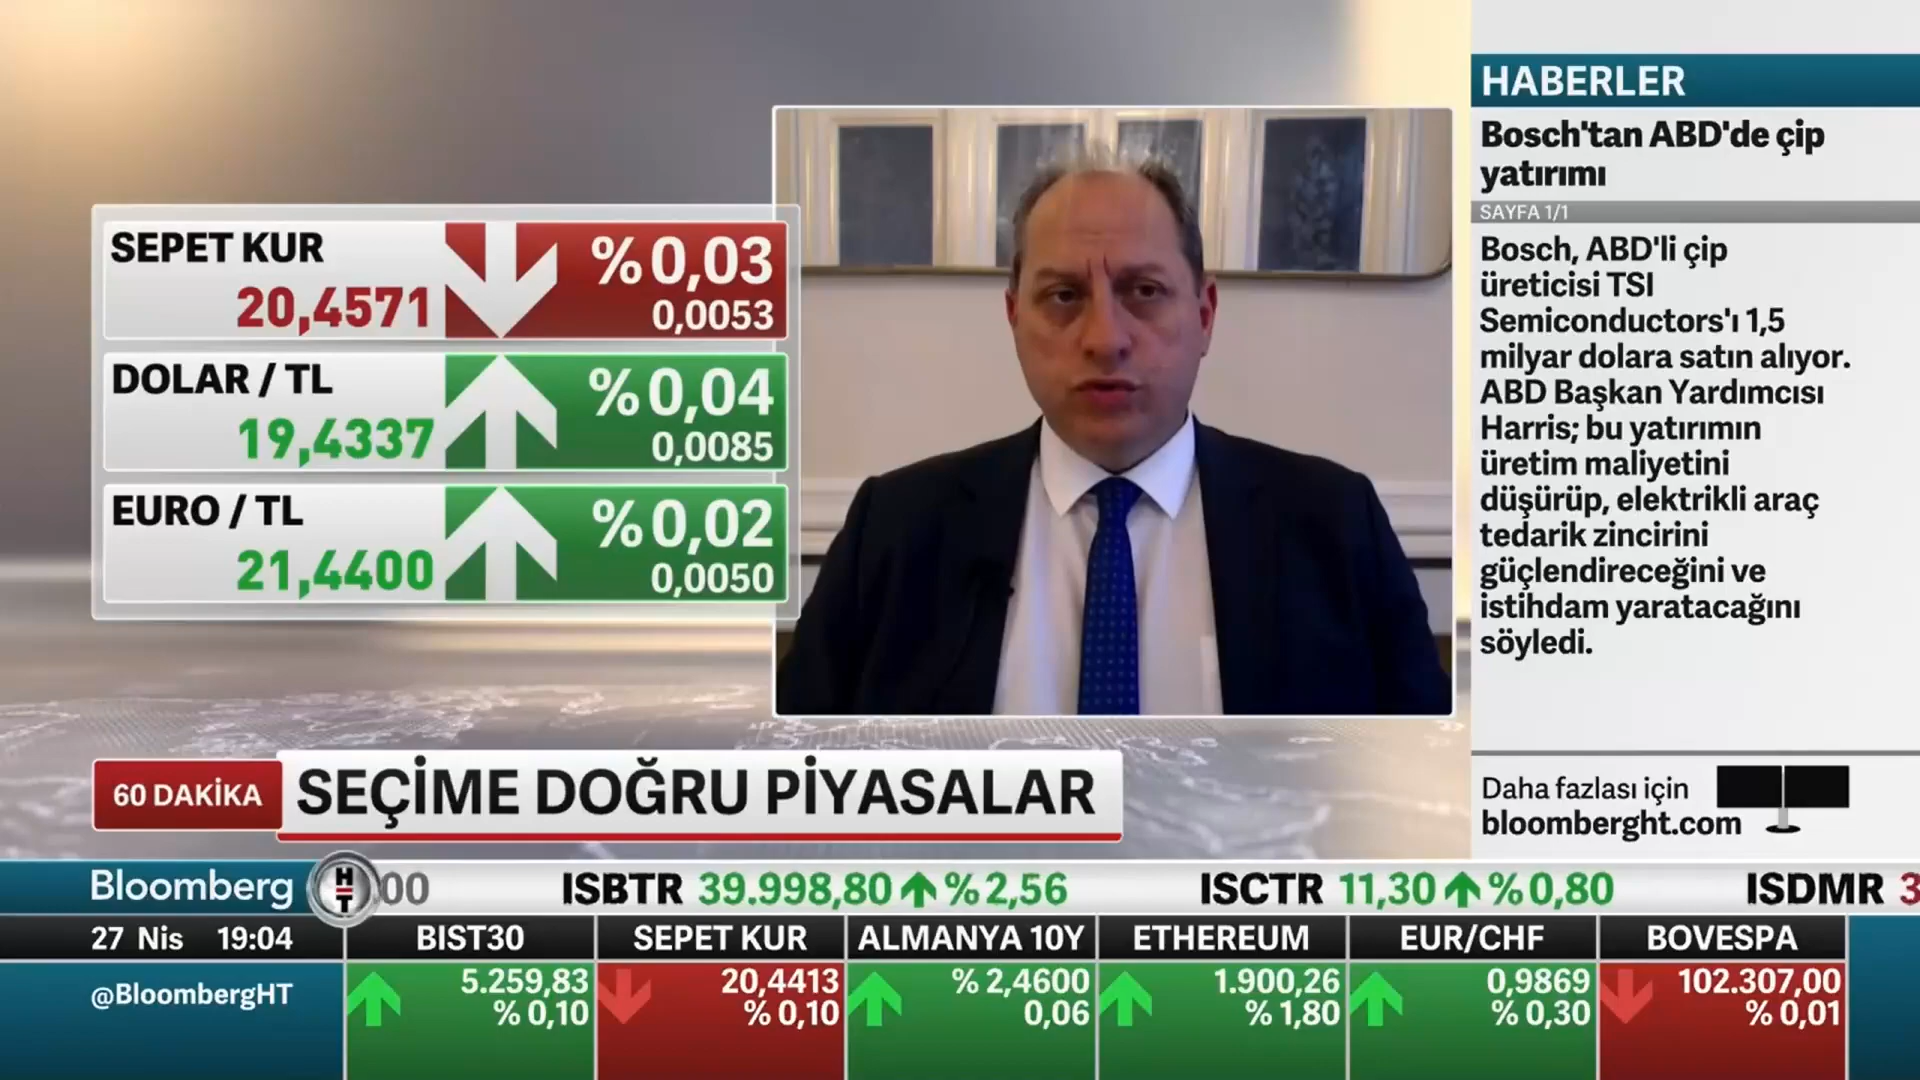 HABERLER
Bosch'tan ABD'de çip
yatırımı
SAYFA 1/1
Bosch, ABD'li çip
üreticisi TSI
Semiconductors'ı 1,5
milyar dolara satın alıyor.
ABD Başkan Yardımcısı
Harris; bu yatırımın
üretim maliyetini
düşürüp, elektrikli araç
tedarik zincirini
güçlendireceğini ve
istihdam yaratacağını
söyledi.
Daha fazlası için
bloomberght.com
SEPET KUR
20,4571
%0,03
0,0053
DOLAR / TL
19,4337
%0,04
0,0085
EURO / TL
21,4400
%0,02
0,0050
60 DAKİKA
SEÇİME DOĞRU PİYASALAR
Bloomberg HT
00 ISBTR 39.998,80 %2,56 ISCTR 11,30 %0,80 ISDMR 3
27 Nis 19:04
@BloombergHT
BIST30
5.259,83
% 0,10
SEPET KUR
20,4413
% 0,10
ALMANYA 10Y
% 2,4600
0,06
ETHEREUM
1.900,26
% 1,80
EUR/CHF
0,9869
% 0,30
BOVESPA
102.307,00
% 0,01